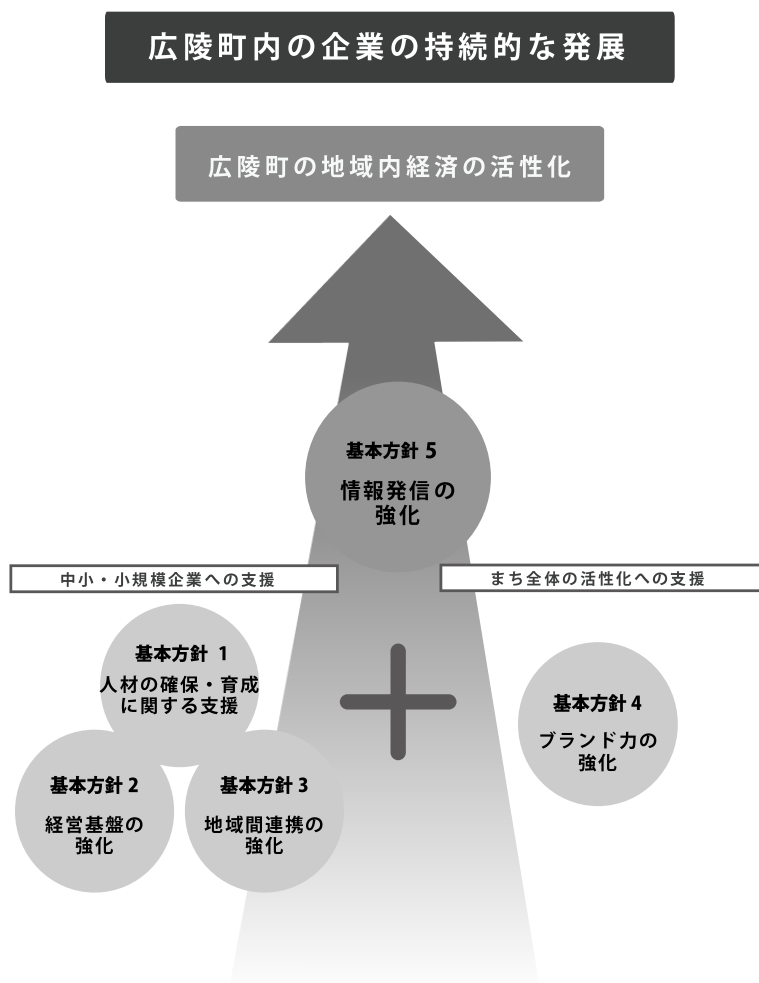 広陵町内の企業の持続的な発展
広陵町の地域内経済の活性化
基本方針 5
情報発信の
強化
中小・小規模企業への支援
まち全体の活性化への支援
基本方針 1
人材の確保・育成
に関する支援
基本方針 2
経営基盤の
強化
基本方針 3
地域間連携の
強化
基本方針 4
ブランド力の
強化